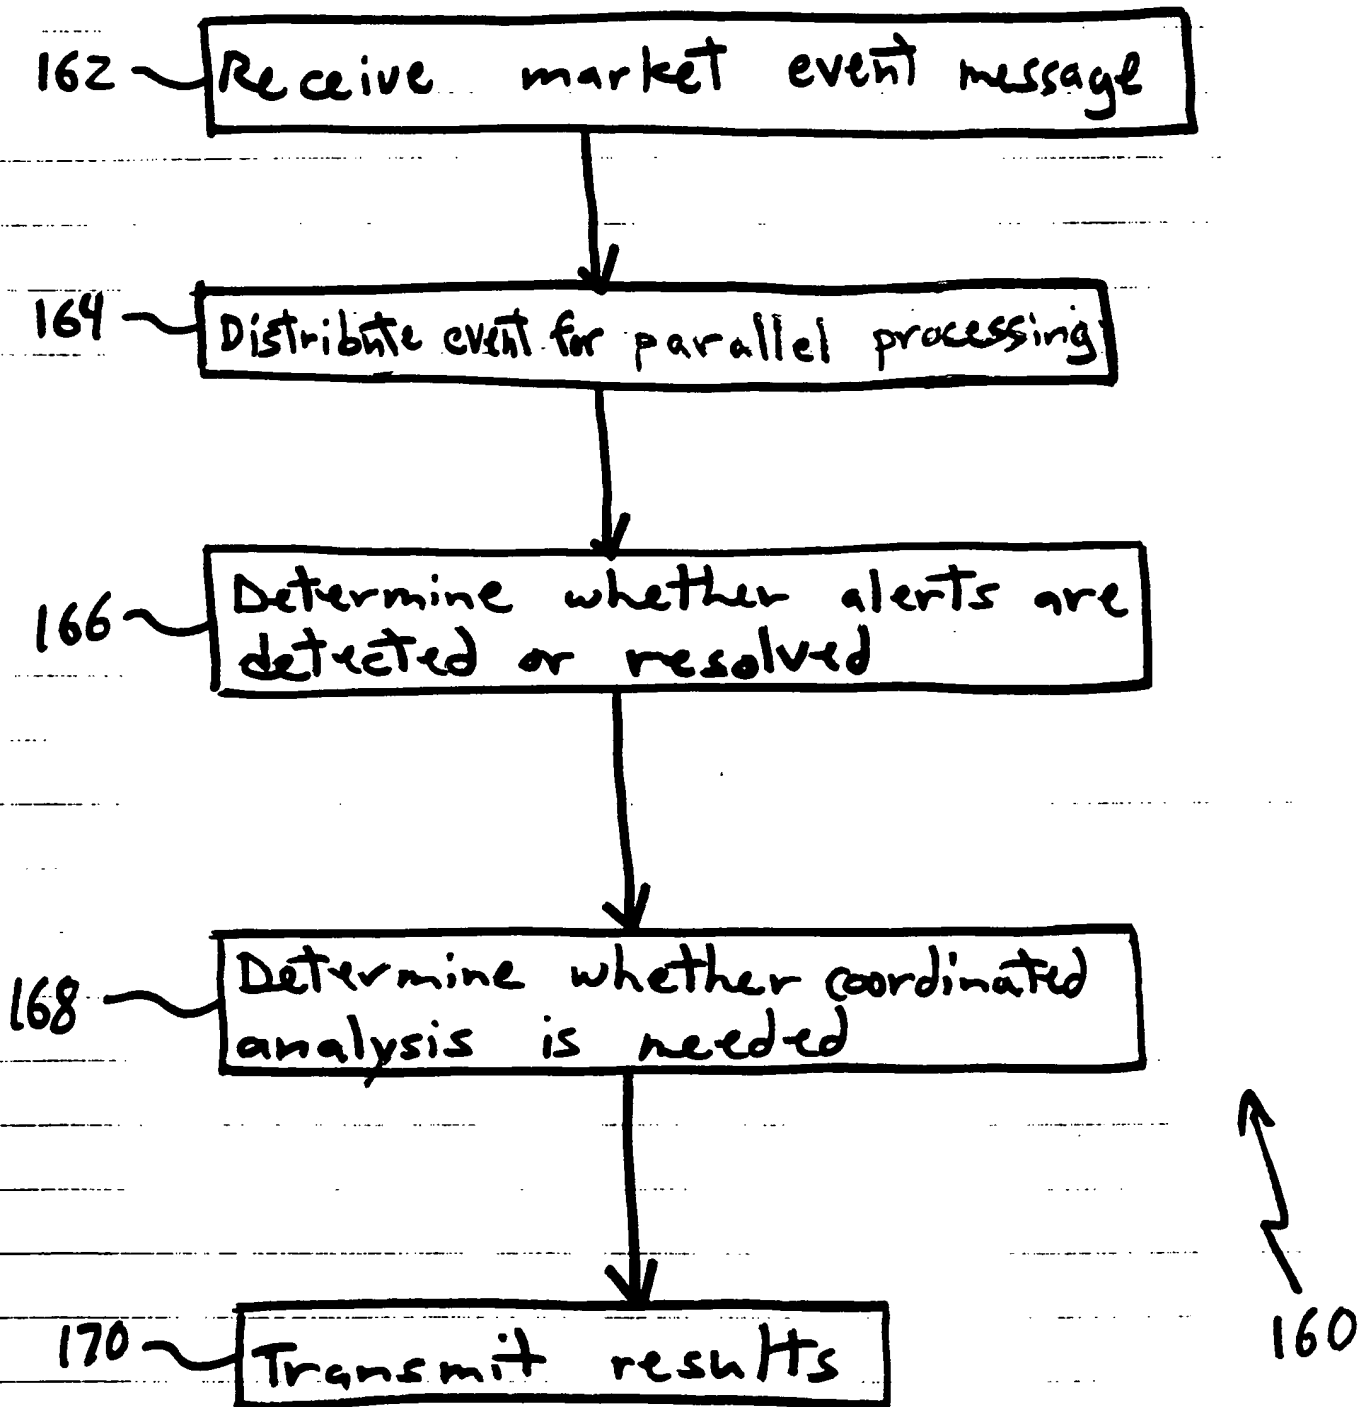 162 Receive market event message
164 Distribute event for parallel processing
166 Determine whether alerts are
detected or resolved
168 Determine whether coordinated
analysis is needed
160
170 Transmit results